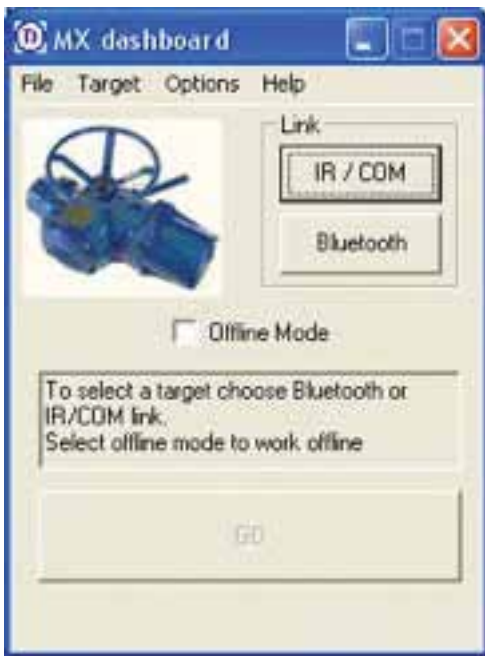 MX dashboard
File Target Options Help
Link
IR / COM
Bluetooth
Offline Mode
To select a target choose Bluetooth or
IR/COM link.
Select offline mode to work offline
GO